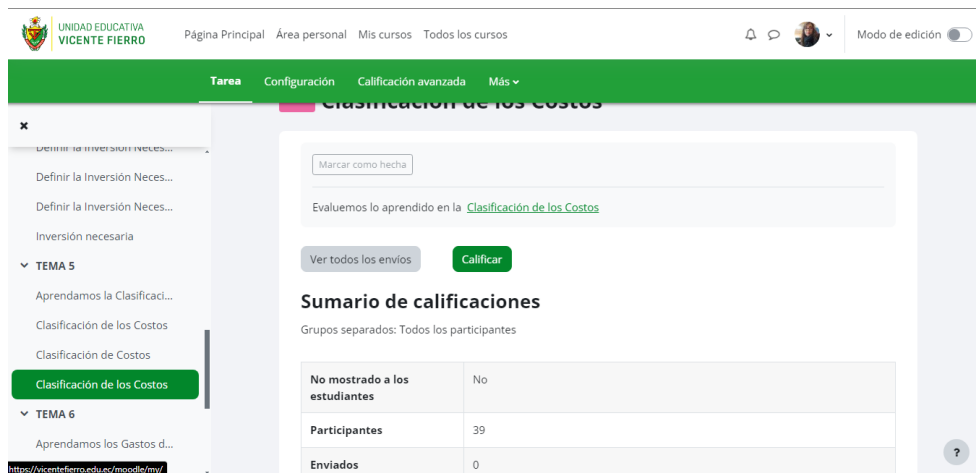 UNIDAD EDUCATIVA
VICENTE FIERRO
Página Principal Área personal Mis cursos Todos los cursos
Modo de edición
Tarea Configuración Calificación avanzada Más
Clasificación de los Costos
Definir la Inversión Neces...
Definir la Inversión Neces...
Definir la Inversión Neces...
Inversión necesaria
TEMA 5
Aprendamos la Clasificaci...
Clasificación de los Costos
Clasificación de Costos
Clasificación de los Costos
TEMA 6
Aprendamos los Gastos d...
https://vicentefierro.edu.ec/moodle/my/
Marcar como hecha
Evaluemos lo aprendido en la Clasificación de los Costos
Ver todos los envíos Calificar
Sumario de calificaciones
Grupos separados: Todos los participantes
No mostrado a los estudiantes No
Participantes 39
Enviados 0
?